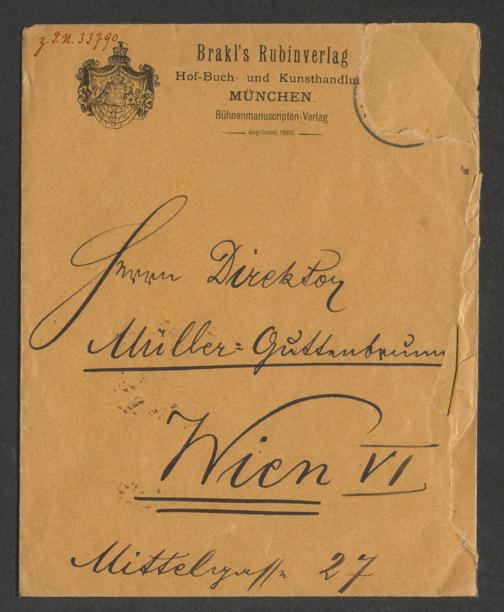 z. I. N. 33790
Brakl's Rubinverlag
Hof-Buch- und Kunsthandlu
MÜNCHEN.
Bühnenmanuscripten-Verlag
Gegründet 1869.
Herrn Direktor
Müller-Guttenbrunn
Wien VI
Mittelgasse 27